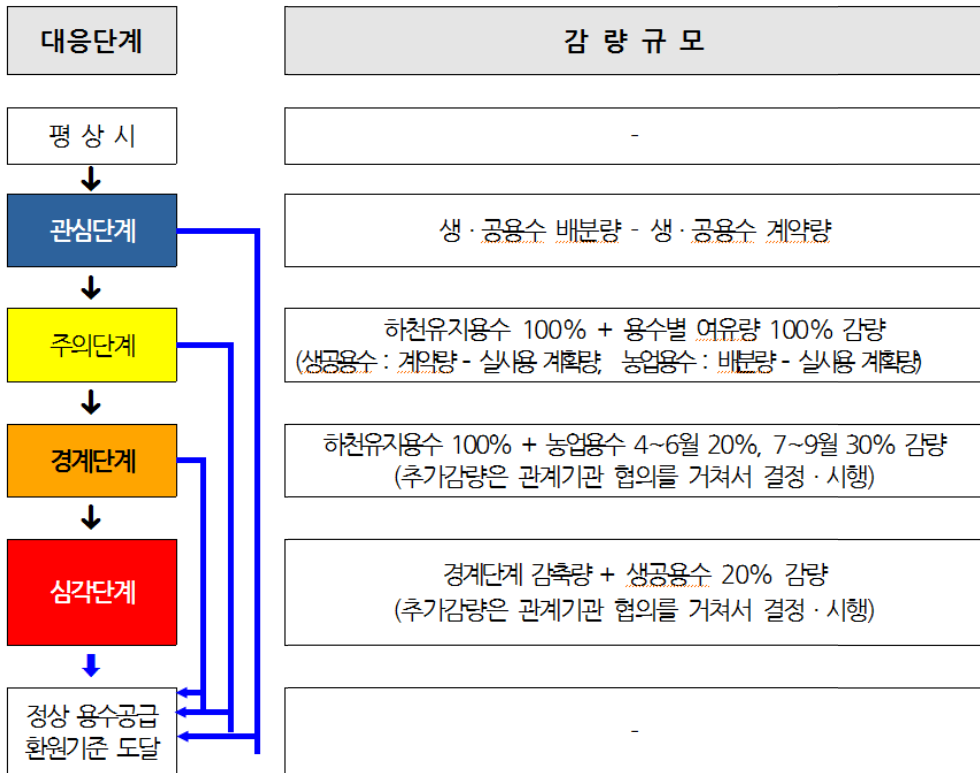 대응단계
감 량 규 모
평 상 시
-
관심단계
생 · 공용수 배분량 - 생 · 공용수 계약량
주의단계
하천유지용수 100% + 용수별 여유량 100% 감량
(생공용수 : 계약량 - 실사용 계획량, 농업용수 : 배분량 - 실사용 계획량)
경계단계
하천유지용수 100% + 농업용수 4~6월 20%, 7~9월 30% 감량
(추가감량은 관계기관 협의를 거쳐서 결정 · 시행)
심각단계
경계단계 감축량 + 생공용수 20% 감량
(추가감량은 관계기관 협의를 거쳐서 결정 · 시행)
정상 용수공급
환원기준 도달
-